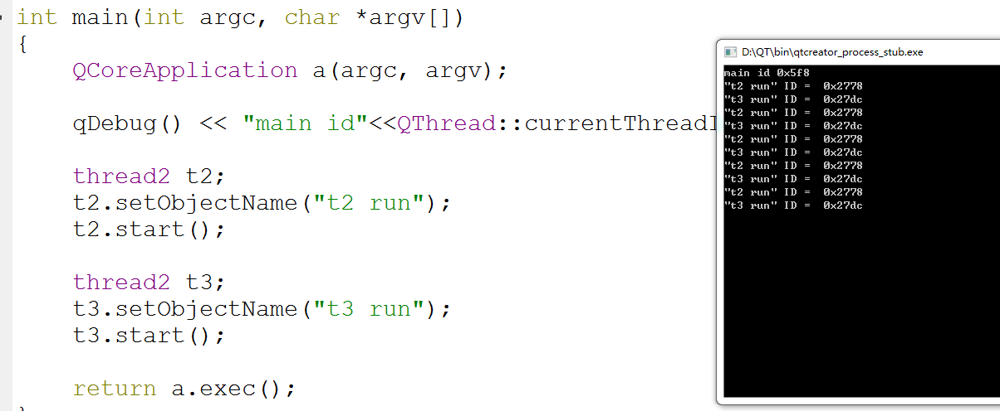 int main(int argc, char *argv[])
{
QCoreApplication a(argc, argv);
qDebug() << "main id"<<QThread::currentThreadI
thread2 t2;
t2.setObjectName("t2 run");
t2.start();
thread2 t3;
t3.setObjectName("t3 run");
t3.start();
return a.exec();
D:\QT\bin\qtcreator_process_stub.exe
main id 0x5f8
"t2 run" ID =  0x2778
"t3 run" ID =  0x27dc
"t2 run" ID =  0x2778
"t3 run" ID =  0x27dc
"t2 run" ID =  0x2778
"t3 run" ID =  0x27dc
"t2 run" ID =  0x2778
"t3 run" ID =  0x27dc
"t2 run" ID =  0x2778
"t3 run" ID =  0x27dc